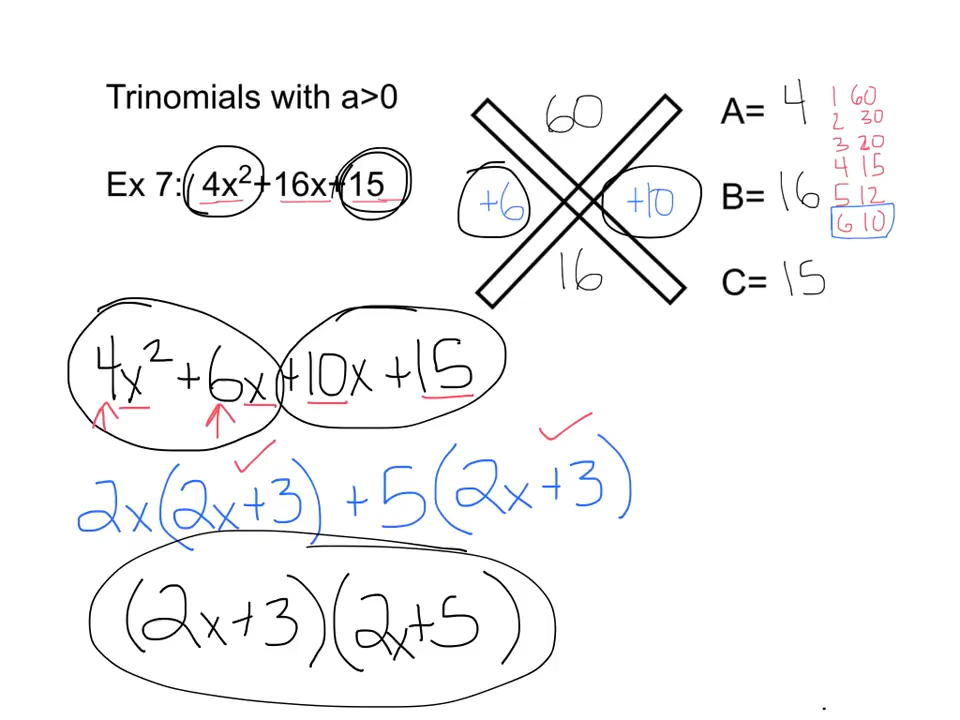 Trinomials with a>0
Ex 7: 4x²+16x+15
60
+6
+10
16
A= 4
B= 16
C= 15
1 60
2 30
3 20
4 15
5 12
6 10
4x² +6x +10x +15
2x(2x+3) +5(2x+3)
(2x+3)(2x+5)